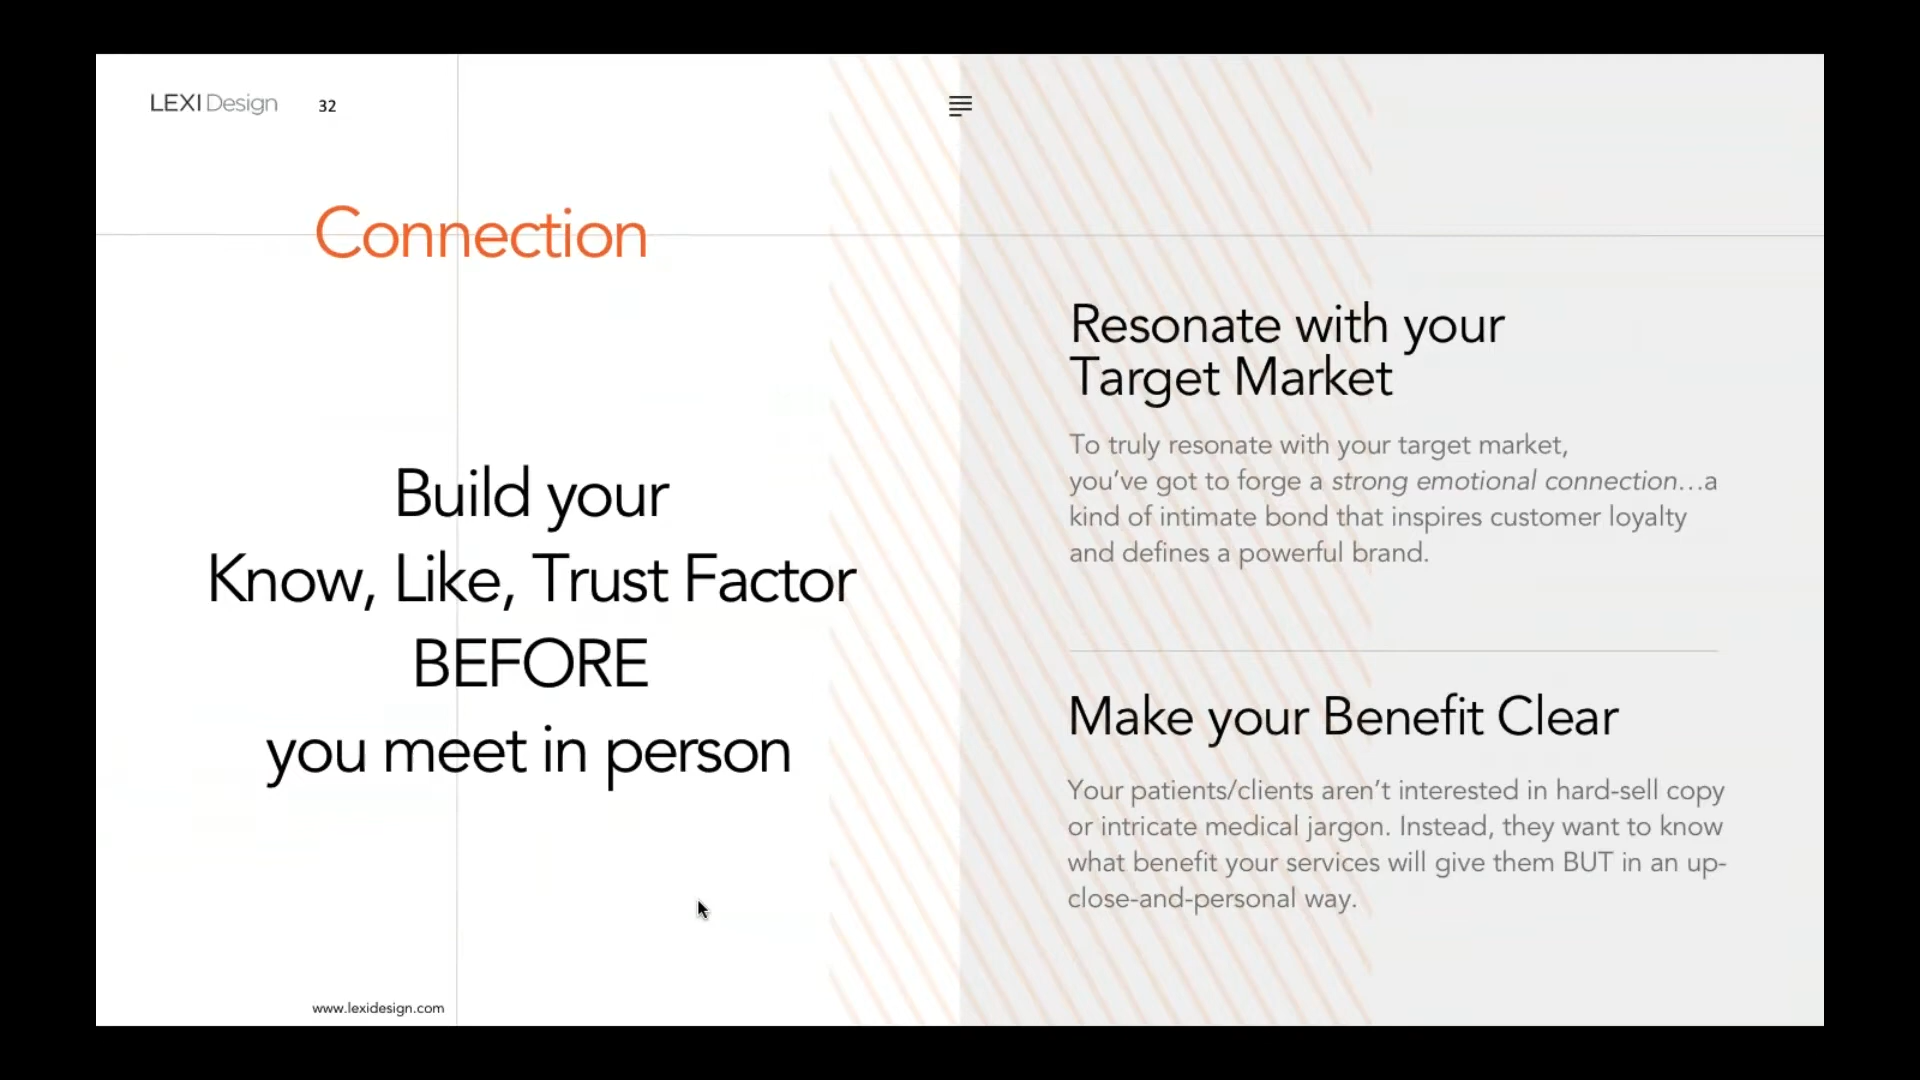 LEXI Design 32
Connection
Build your
Know, Like, Trust Factor
BEFORE
you meet in person
www.lexidesign.com
Resonate with your
Target Market
To truly resonate with your target market,
you’ve got to forge a strong emotional connection…a
kind of intimate bond that inspires customer loyalty
and defines a powerful brand.
Make your Benefit Clear
Your patients/clients aren’t interested in hard-sell copy
or intricate medical jargon. Instead, they want to know
what benefit your services will give them BUT in an up-
close-and-personal way.